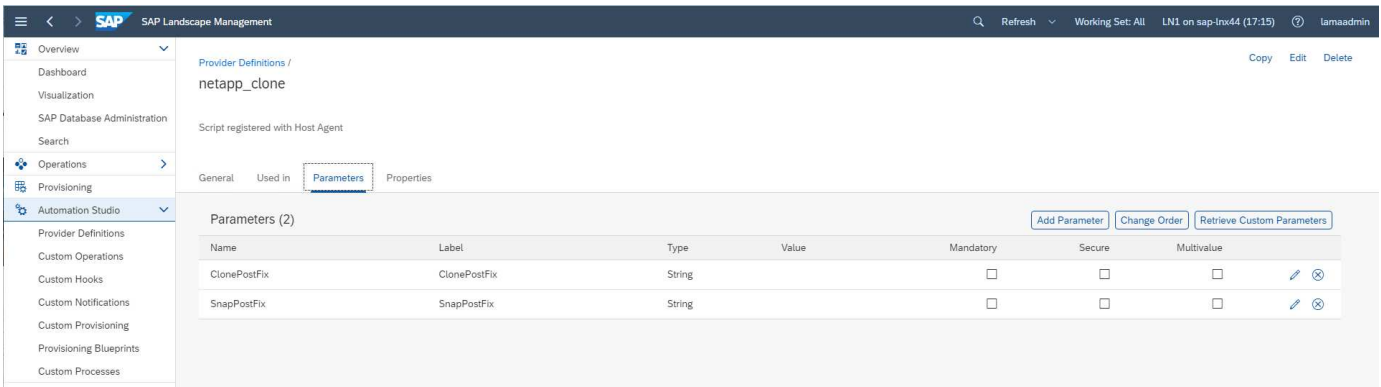 SAP SAP Landscape Management Refresh Working Set: All LN1 on sap-lnx44 (17:15) lamaadmin
Overview
Dashboard
Visualization
SAP Database Administration
Search
Operations
Provisioning
Automation Studio
Provider Definitions
Custom Operations
Custom Hooks
Custom Notifications
Custom Provisioning
Provisioning Blueprints
Custom Processes
Provider Definitions /
Copy Edit Delete
netapp_clone
Script registered with Host Agent
General Used in Parameters Properties
Parameters (2) Add Parameter Change Order Retrieve Custom Parameters
Name Label Type Value Mandatory Secure Multivalue
ClonePostFix ClonePostFix String
SnapPostFix SnapPostFix String